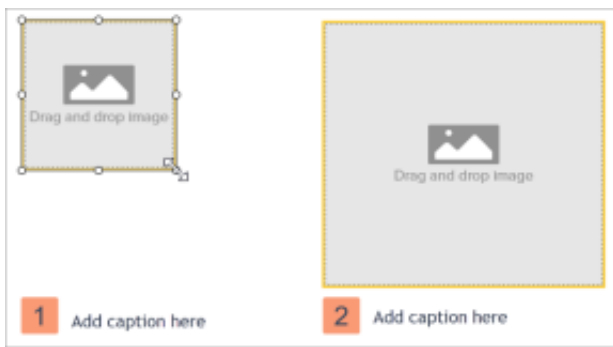 Drag and drop image
Drag and drop image
1 Add caption here
2 Add caption here